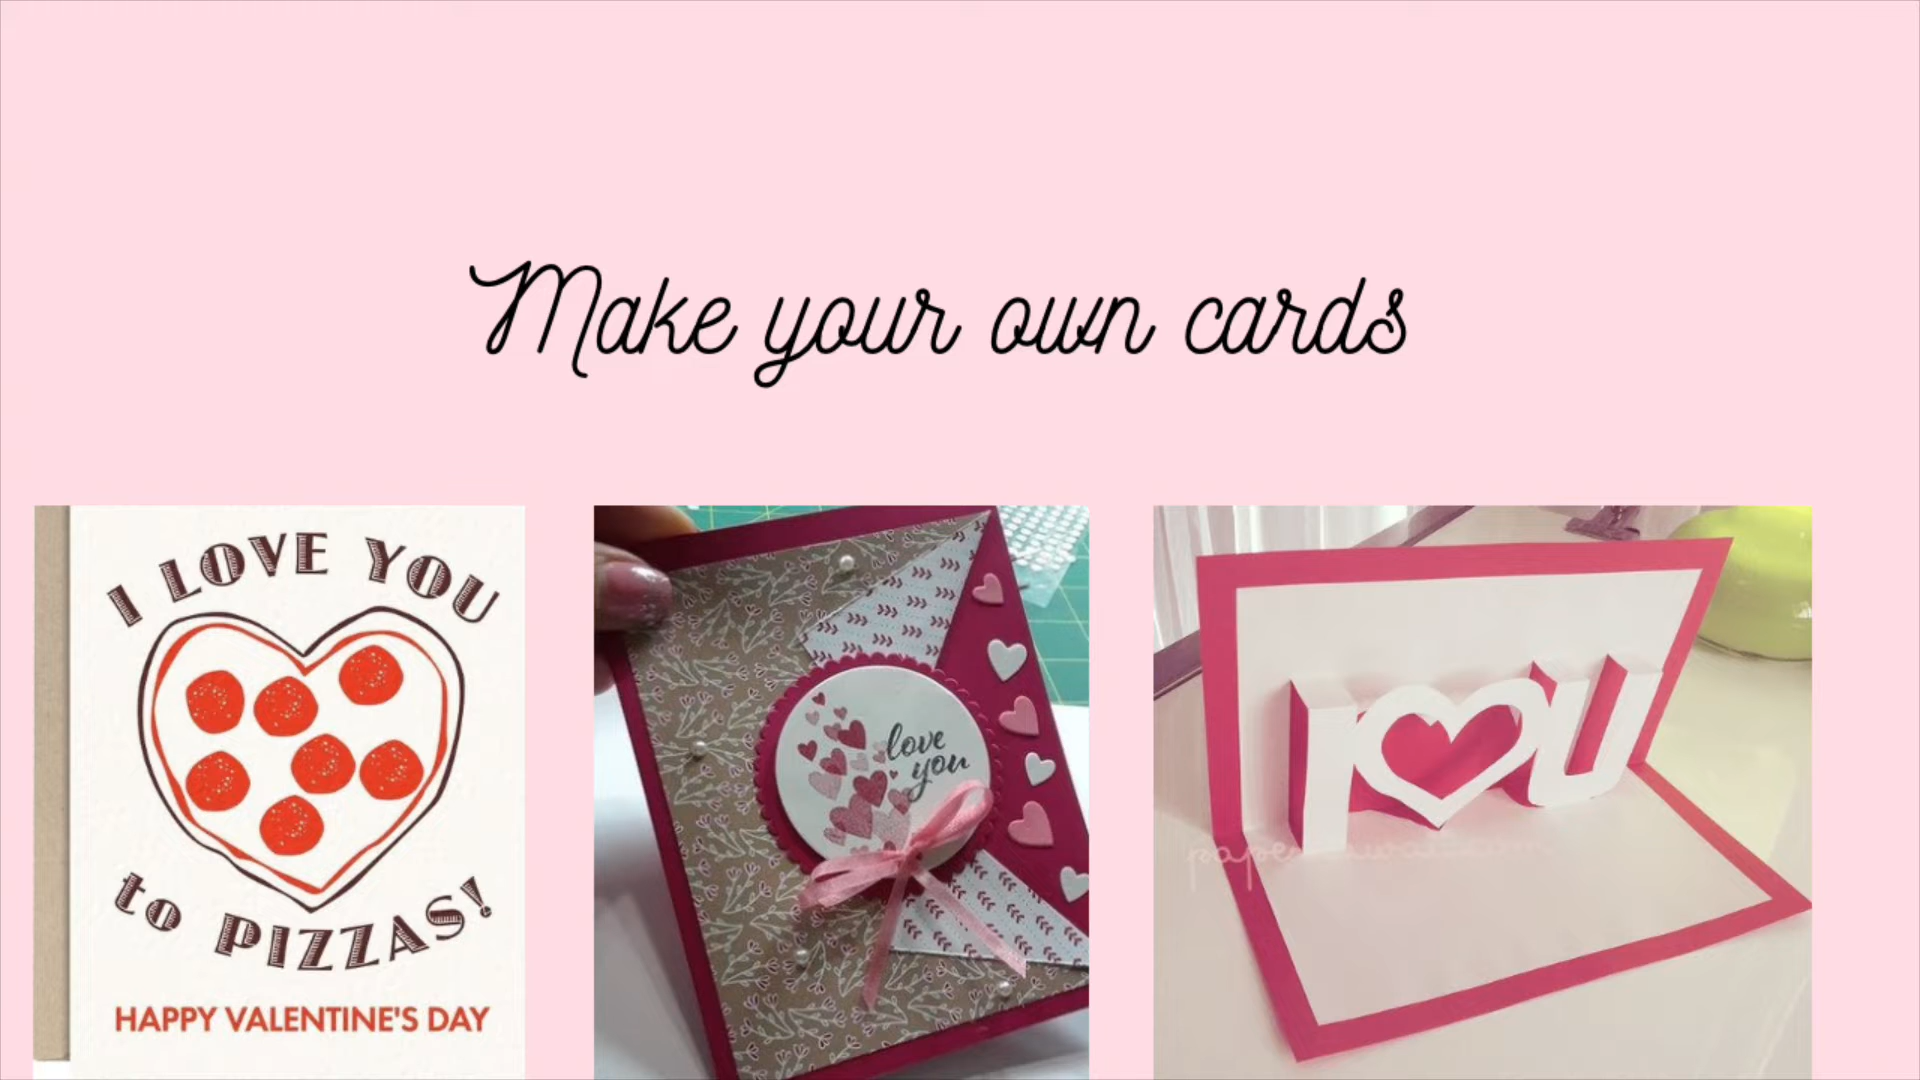 Make your own cards
I LOVE YOU
to PIZZAS!
HAPPY VALENTINE'S DAY
love
you
I U